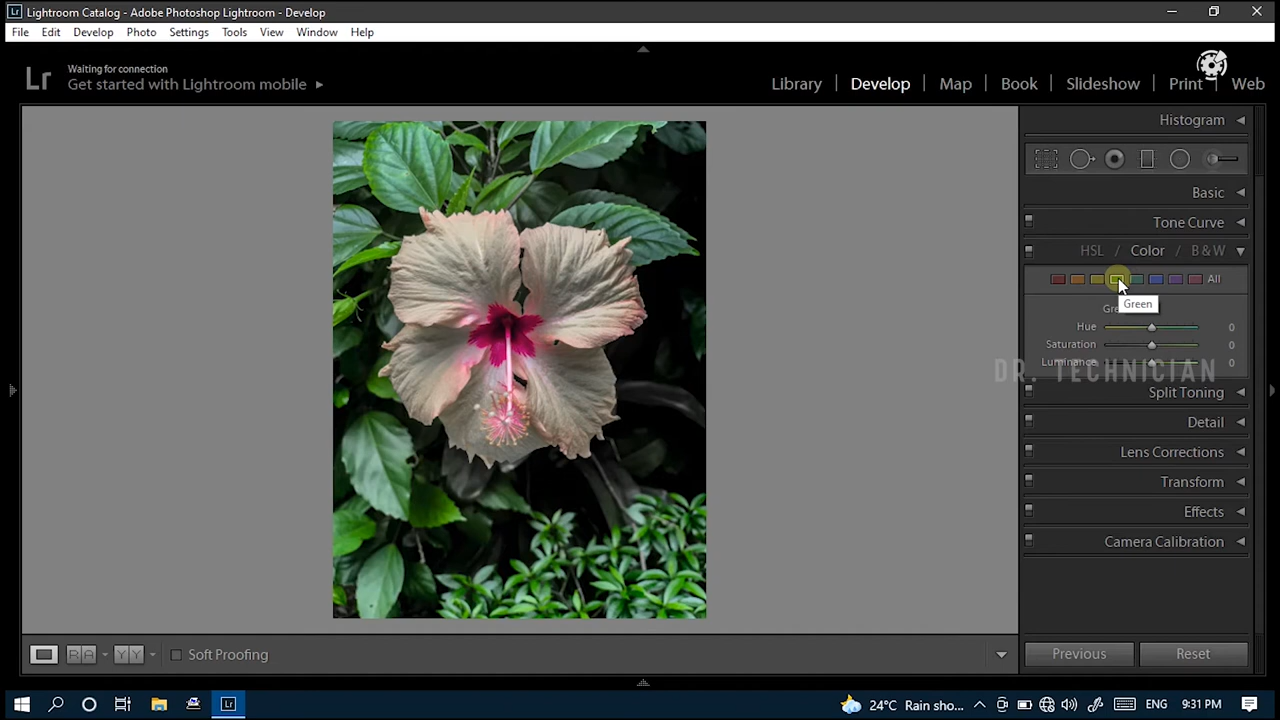 Lr Lightroom Catalog - Adobe Photoshop Lightroom - Develop
File Edit Develop Photo Settings Tools View Window Help
Lr
Waiting for connection
Get started with Lightroom mobile
Library Develop Map Book Slideshow Print Web
Histogram
Basic
Tone Curve
HSL / Color / B & W
All
Green
Hue 0
Saturation 0
Luminance 0
DR. TECHNICIAN
Split Toning
Detail
Lens Corrections
Transform
Effects
Camera Calibration
R A Y Y Soft Proofing
Previous Reset
Lr 24°C Rain sho... ENG 9:31 PM